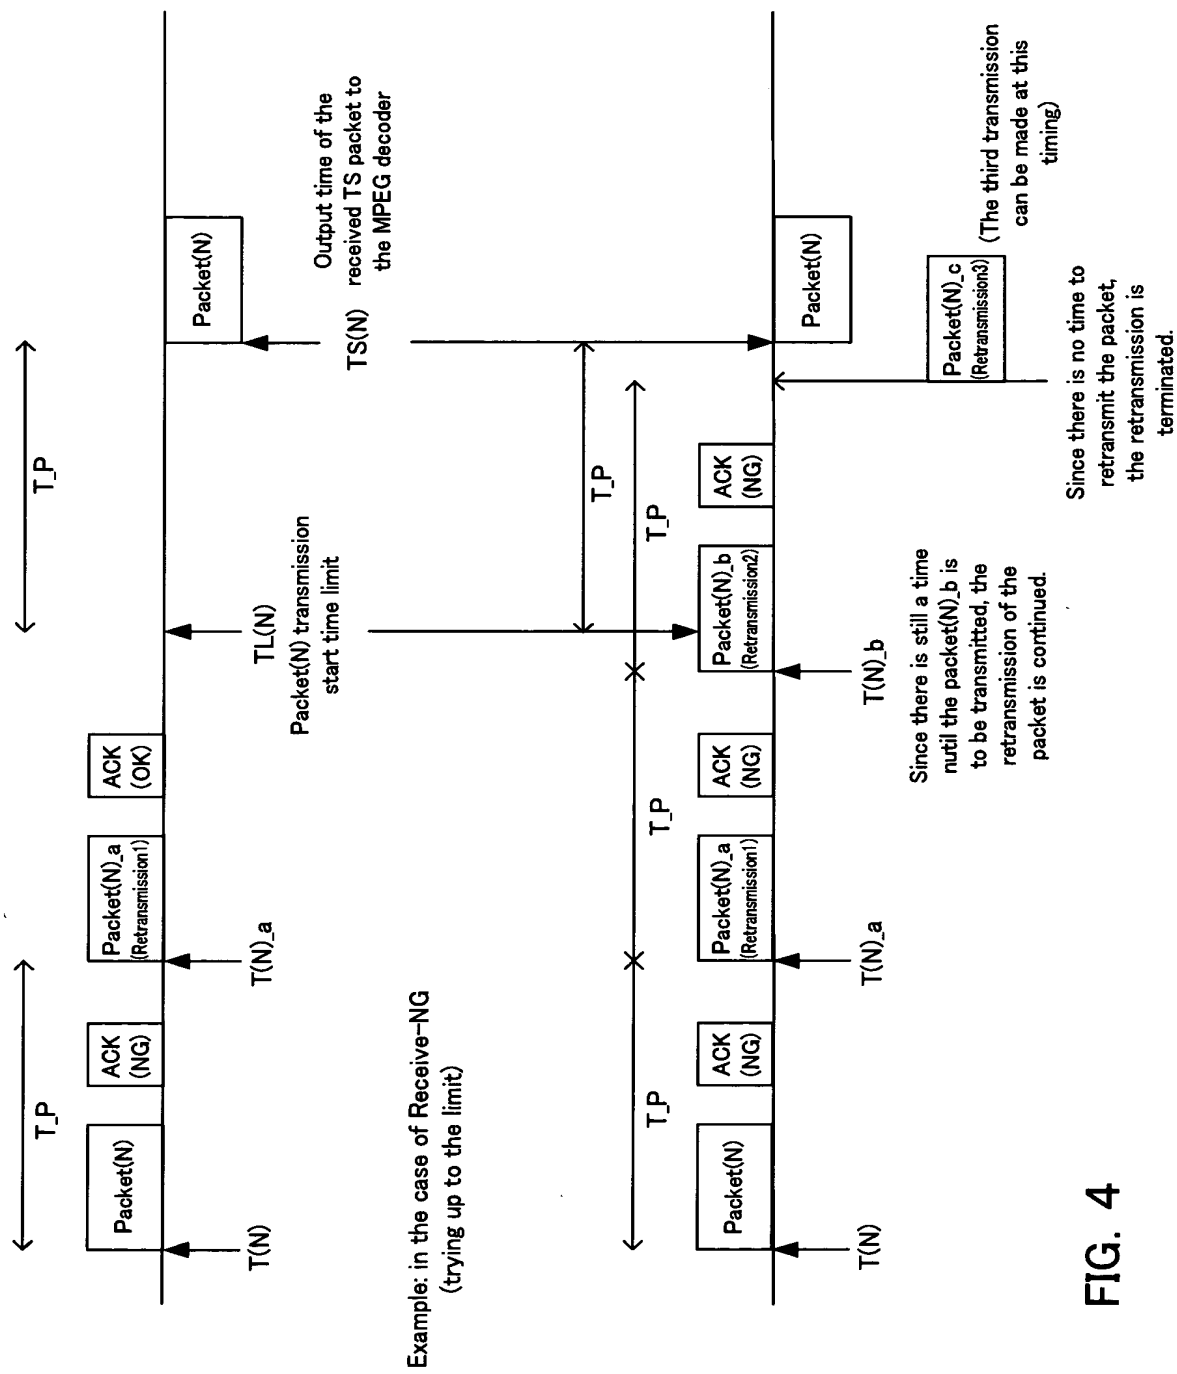 T_P
T_P
Packet(N)
ACK
(NG)
Packet(N)_a
(Retransmission1)
ACK
(OK)
Packet(N)
T(N)
T(N)_a
TL(N)
Packet(N) transmission
start time limit
TS(N)
Output time of the
received TS packet to
the MPEG decoder
Example: in the case of Receive-NG
(trying up to the limit)
T_P
T_P
T_P
T_P
Packet(N)
ACK
(NG)
Packet(N)_a
(Retransmission1)
ACK
(NG)
Packet(N)_b
(Retransmission2)
ACK
(NG)
Packet(N)
T(N)
T(N)_a
T(N)_b
Since there is still a time
nutil the packet(N)_b is
to be transmitted, the
retransmission of the
packet is continued.
Packet(N)_c
(Retransmission3)
(The third transmission
can be made at this
timing)
Since there is no time to
retransmit the packet,
the retransmission is
terminated.
FIG. 4